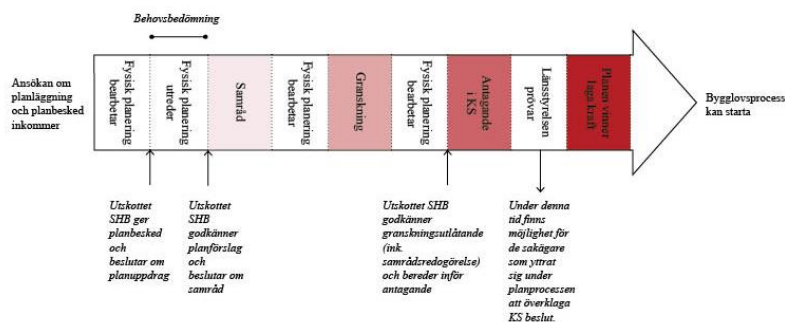 Behovsbedömning
Ansökan om
planläggning
och planbesked
inkommer
Fysisk planering
bearbetar
Fysisk planering
utreder
Samråd
Fysisk planering
bearbetar
Granskning
Fysisk planering
bearbetar
Antagande
i KS
Länsstyrelsen
prövar
Planen vinner
laga kraft
Bygglovsprocess
kan starta
Utskottet
SHB ger
planbesked
och
beslutar om
planuppdrag
Utskottet
SHB
godkänner
planförslag
och
beslutar om
samråd
Utskottet SHB
godkänner
granskningsutlåtande
(ink.
samrådsredogörelse)
och bereder inför
antagande
Under denna
tid finns
möjlighet för
de sakägare
som yttrat
sig under
planprocessen
att överklaga
KS beslut.